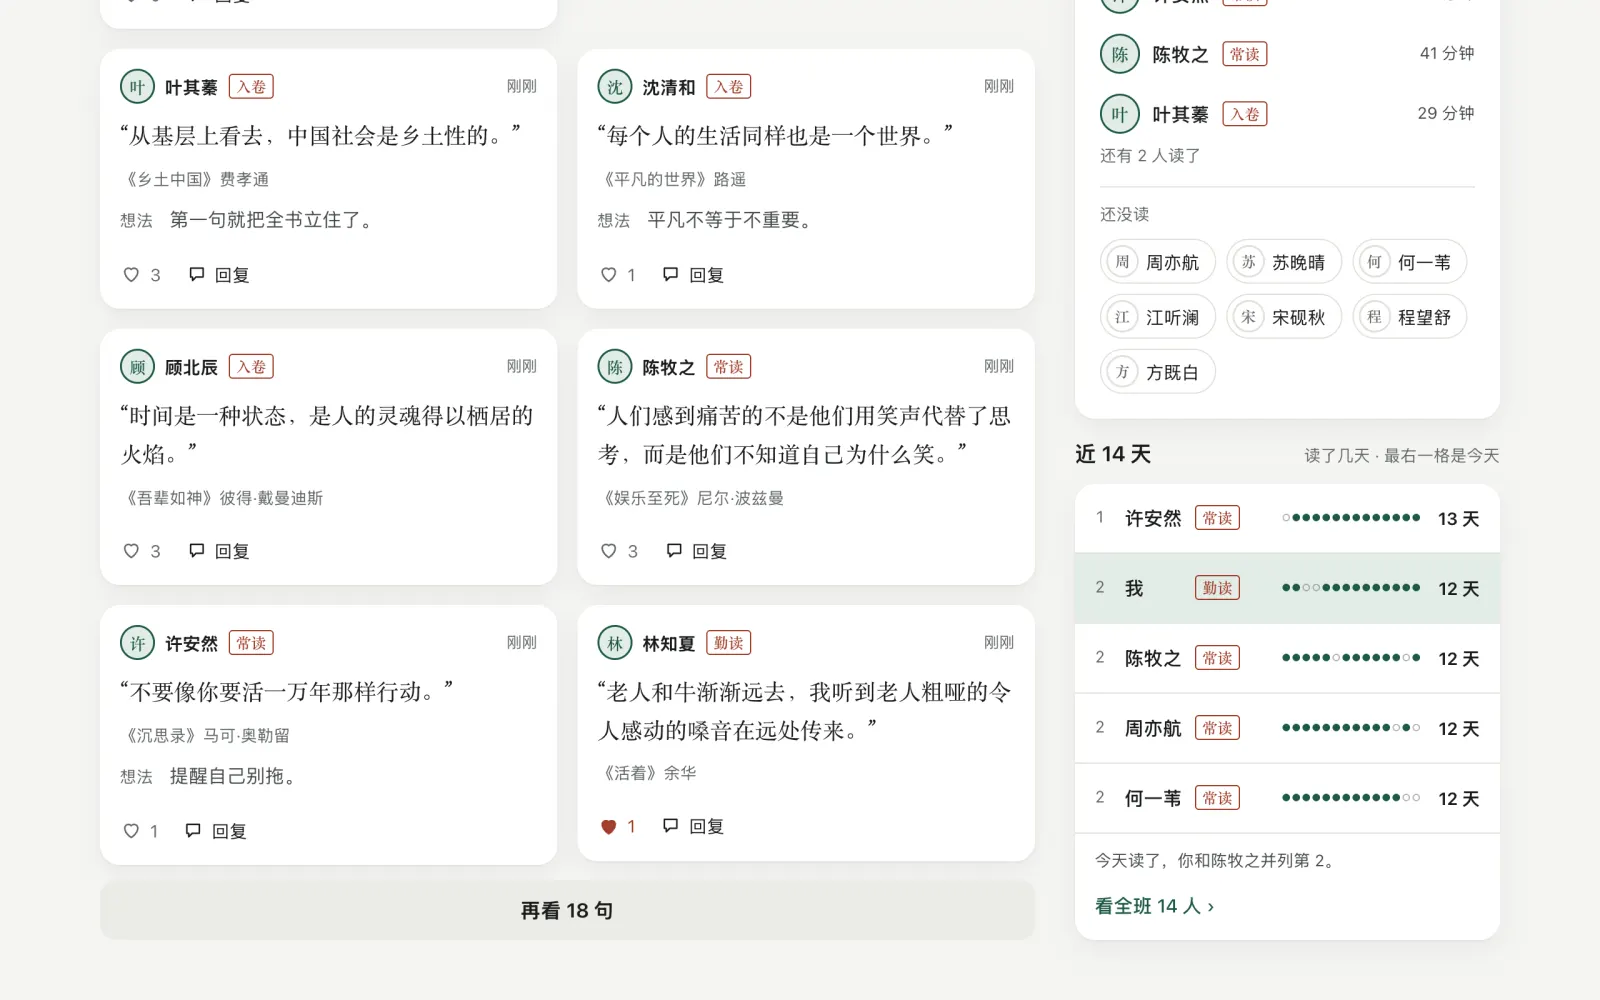 回复
叶
叶其蓁
入卷
刚刚
“从基层上看去，中国社会是乡土性的。”
《乡土中国》费孝通
想法 第一句就把全书立住了。
3 回复
沈
沈清和
入卷
刚刚
“每个人的生活同样也是一个世界。”
《平凡的世界》路遥
想法 平凡不等于不重要。
1 回复
顾
顾北辰
入卷
刚刚
“时间是一种状态，是人的灵魂得以栖居的
火焰。”
《吾辈如神》彼得·戴曼迪斯
3 回复
陈
陈牧之
常读
刚刚
“人们感到痛苦的不是他们用笑声代替了思
考，而是他们不知道自己为什么笑。”
《娱乐至死》尼尔·波兹曼
3 回复
许
许安然
常读
刚刚
“不要像你要活一万年那样行动。”
《沉思录》马可·奥勒留
想法 提醒自己别拖。
1 回复
林
林知夏
勤读
刚刚
“老人和牛渐渐远去，我听到老人粗哑的令
人感动的嗓音在远处传来。”
《活着》余华
1 回复
再看 18 句
陈 陈牧之 常读 41 分钟
叶 叶其蓁 入卷 29 分钟
还有 2 人读了
还没读
周 周亦航 苏 苏晚晴 何 何一苇
江 江听澜 宋 宋砚秋 程 程望舒
方 方既白
近 14 天 读了几天 · 最右一格是今天
1 许安然 常读 13 天
2 我 勤读 12 天
2 陈牧之 常读 12 天
2 周亦航 常读 12 天
2 何一苇 常读 12 天
今天读了，你和陈牧之并列第 2。
看全班 14 人 ›